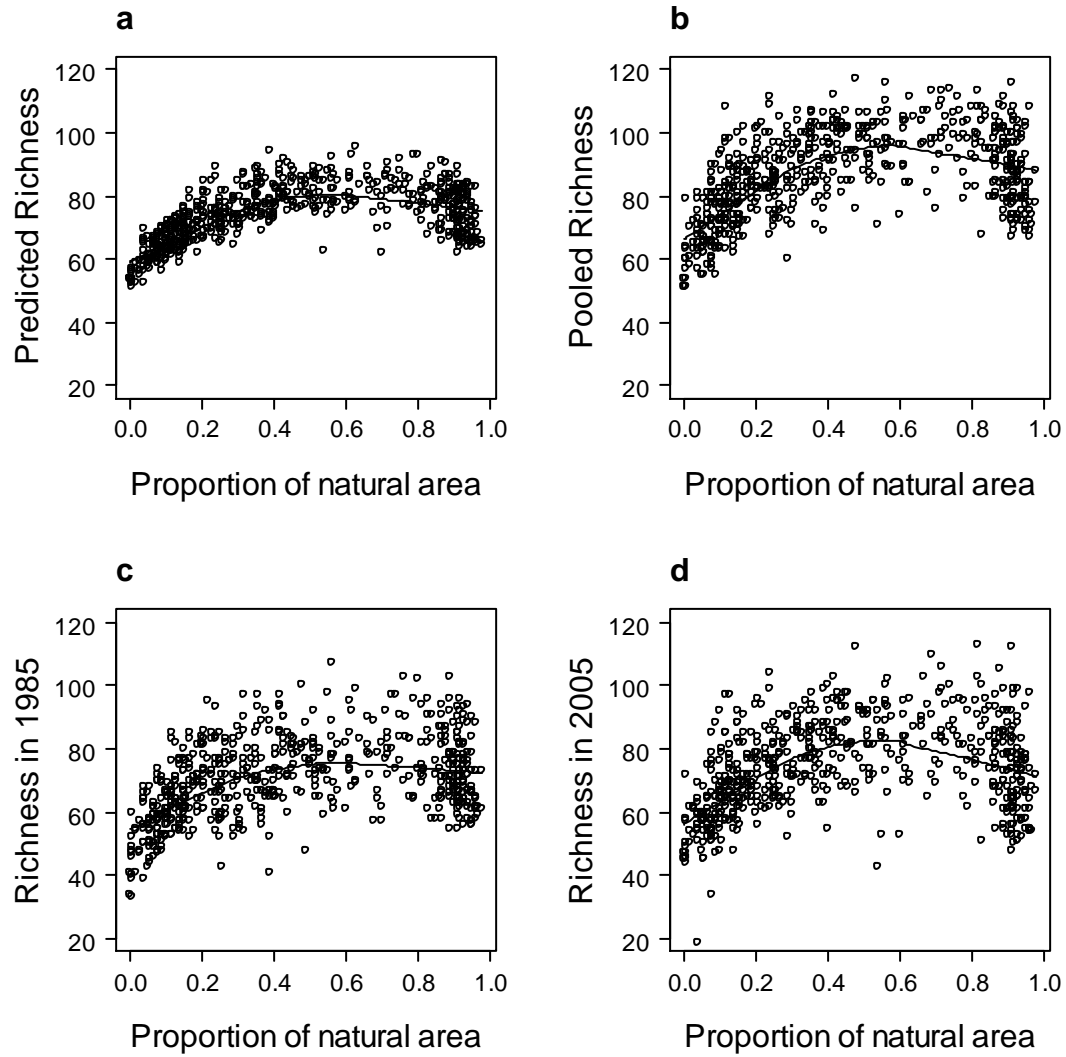 a
Predicted Richness
120
100
80
60
40
20
0.0 0.2 0.4 0.6 0.8 1.0
Proportion of natural area
b
Pooled Richness
120
100
80
60
40
20
0.0 0.2 0.4 0.6 0.8 1.0
Proportion of natural area
c
Richness in 1985
120
100
80
60
40
20
0.0 0.2 0.4 0.6 0.8 1.0
Proportion of natural area
d
Richness in 2005
120
100
80
60
40
20
0.0 0.2 0.4 0.6 0.8 1.0
Proportion of natural area